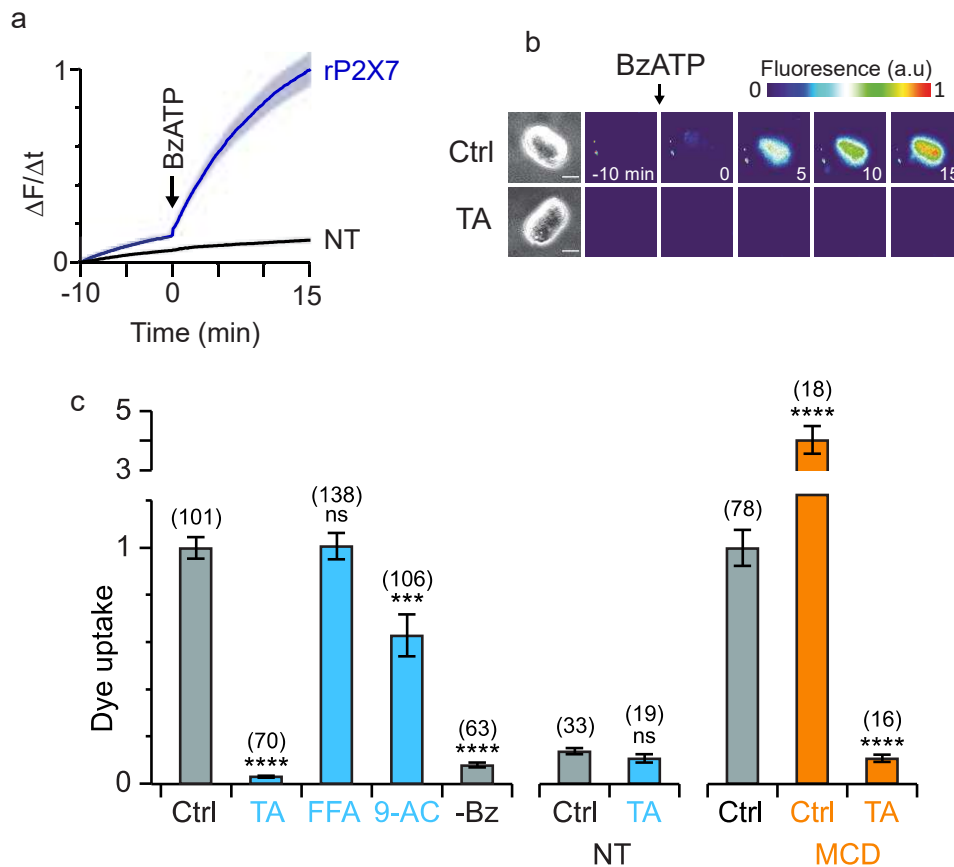 a
1
rP2X7
ΔF/Δt
BzATP
NT
0
-10
0
15
Time (min)
b
BzATP
Fluoresence (a.u)
0
1
Ctrl
-10 min
0
5
10
15
TA
c
5
3
1
0
Dye uptake
(101)
(70)
****
(138)
ns
(106)
***
(63)
****
(33)
(19)
ns
(78)
(18)
****
(16)
****
Ctrl TA FFA 9-AC -Bz Ctrl TA Ctrl Ctrl TA
NT MCD